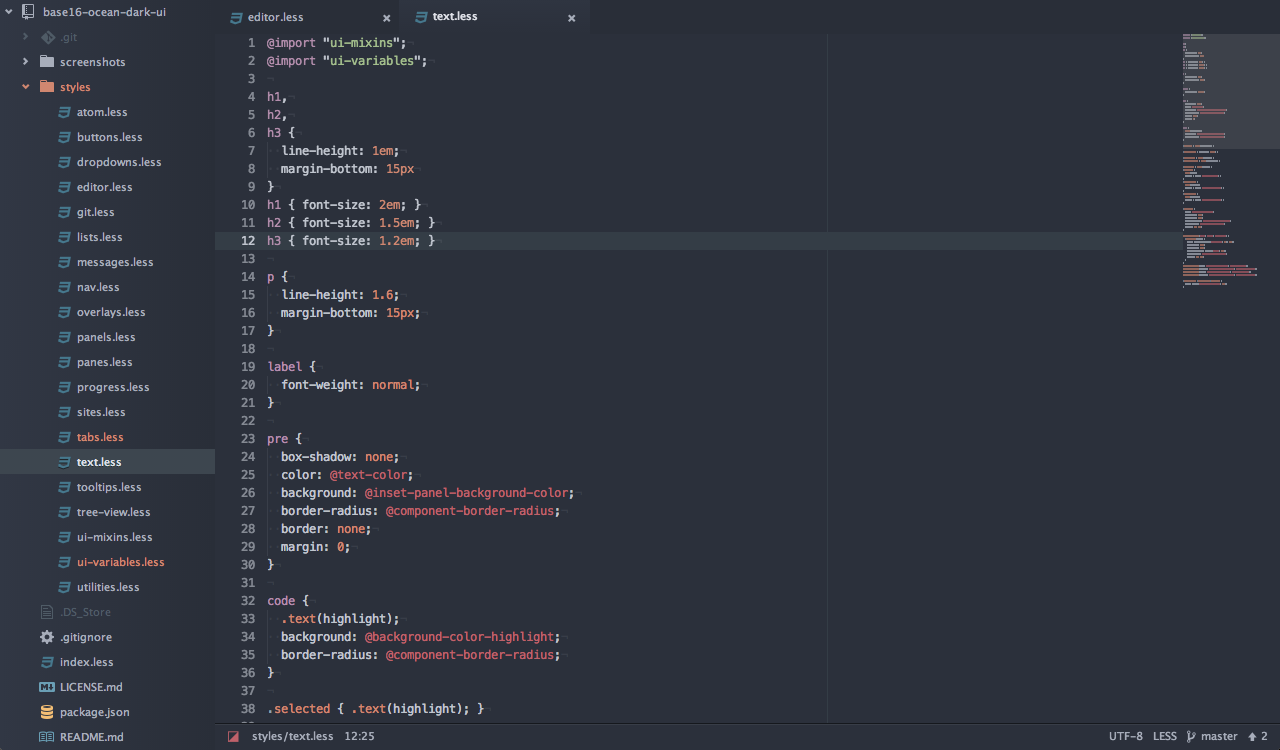 base16-ocean-dark-ui
.git
screenshots
styles
atom.less
buttons.less
dropdowns.less
editor.less
git.less
lists.less
messages.less
nav.less
overlays.less
panels.less
panes.less
progress.less
sites.less
tabs.less
text.less
tooltips.less
tree-view.less
ui-mixins.less
ui-variables.less
utilities.less
.DS_Store
.gitignore
index.less
LICENSE.md
package.json
README.md
editor.less
text.less
1 @import "ui-mixins";
2 @import "ui-variables";
3
4 h1,
5 h2,
6 h3 {
7 line-height: 1em;
8 margin-bottom: 15px
9 }
10 h1 { font-size: 2em; }
11 h2 { font-size: 1.5em; }
12 h3 { font-size: 1.2em; }
13
14 p {
15 line-height: 1.6;
16 margin-bottom: 15px;
17 }
18
19 label {
20 font-weight: normal;
21 }
22
23 pre {
24 box-shadow: none;
25 color: @text-color;
26 background: @inset-panel-background-color;
27 border-radius: @component-border-radius;
28 border: none;
29 margin: 0;
30 }
31
32 code {
33 .text(highlight);
34 background: @background-color-highlight;
35 border-radius: @component-border-radius;
36 }
37
38 .selected { .text(highlight); }
styles/text.less 12:25 UTF-8 LESS master 2